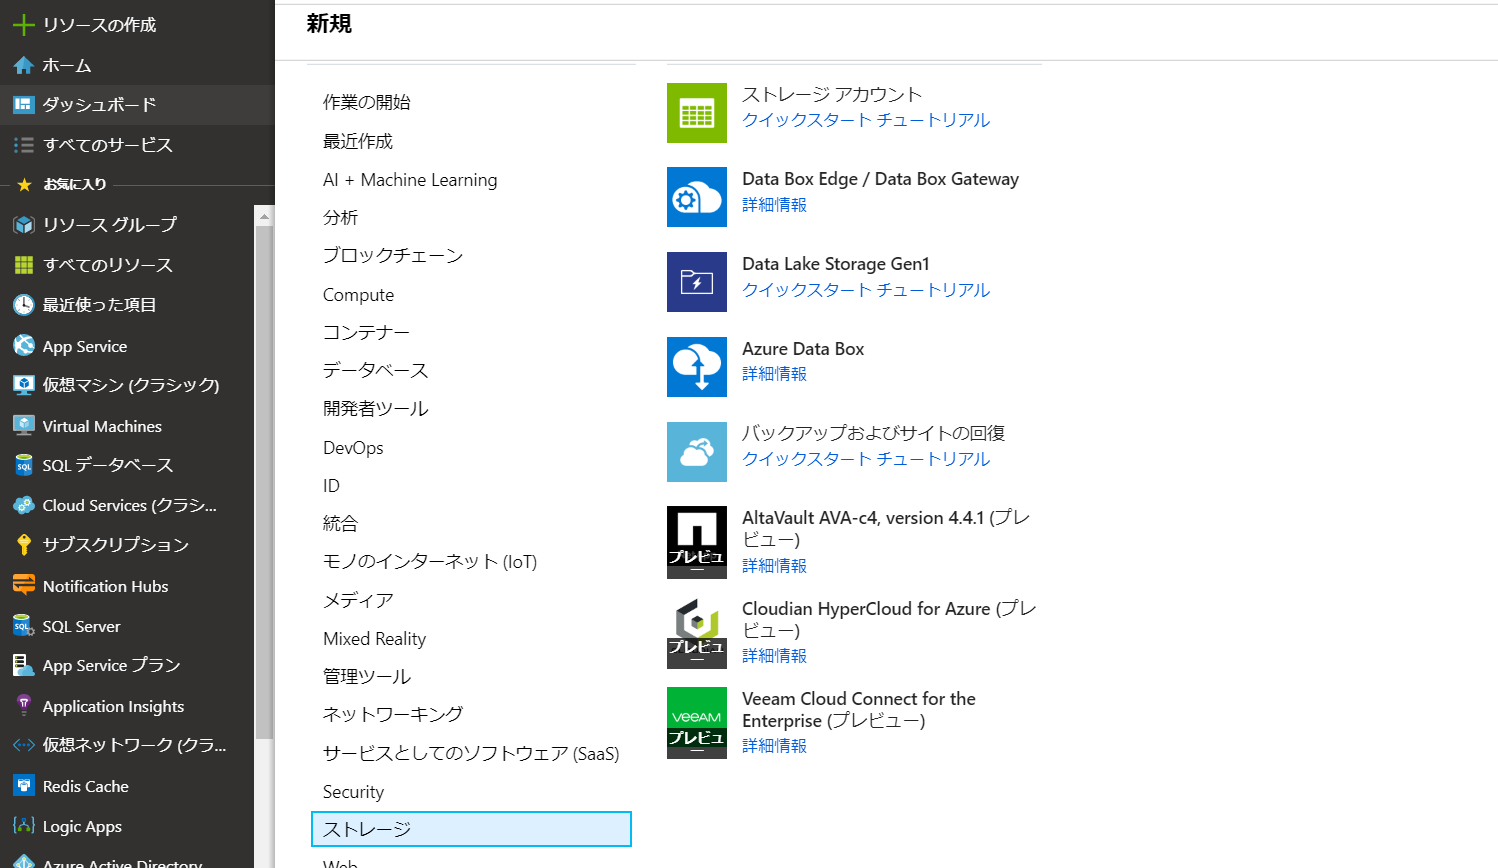 リソースの作成
ホーム
ダッシュボード
すべてのサービス
お気に入り
リソース グループ
すべてのリソース
最近使った項目
App Service
仮想マシン (クラシック)
Virtual Machines
SQL データベース
Cloud Services (クラシ...
サブスクリプション
Notification Hubs
SQL Server
App Service プラン
Application Insights
仮想ネットワーク (クラ...
Redis Cache
Logic Apps
Azure Active Directory
新規
作業の開始
最近作成
AI + Machine Learning
分析
ブロックチェーン
Compute
コンテナー
データベース
開発者ツール
DevOps
ID
統合
モノのインターネット (IoT)
メディア
Mixed Reality
管理ツール
ネットワーキング
サービスとしてのソフトウェア (SaaS)
Security
ストレージ
Web
ストレージ アカウント
クイックスタート チュートリアル
Data Box Edge / Data Box Gateway
詳細情報
Data Lake Storage Gen1
クイックスタート チュートリアル
Azure Data Box
詳細情報
バックアップおよびサイトの回復
クイックスタート チュートリアル
プレビュ
ー
AltaVault AVA-c4, version 4.4.1 (プレ
ビュー)
詳細情報
プレビュ
ー
Cloudian HyperCloud for Azure (プレ
ビュー)
詳細情報
veeAM
プレビュ
ー
Veeam Cloud Connect for the
Enterprise (プレビュー)
詳細情報